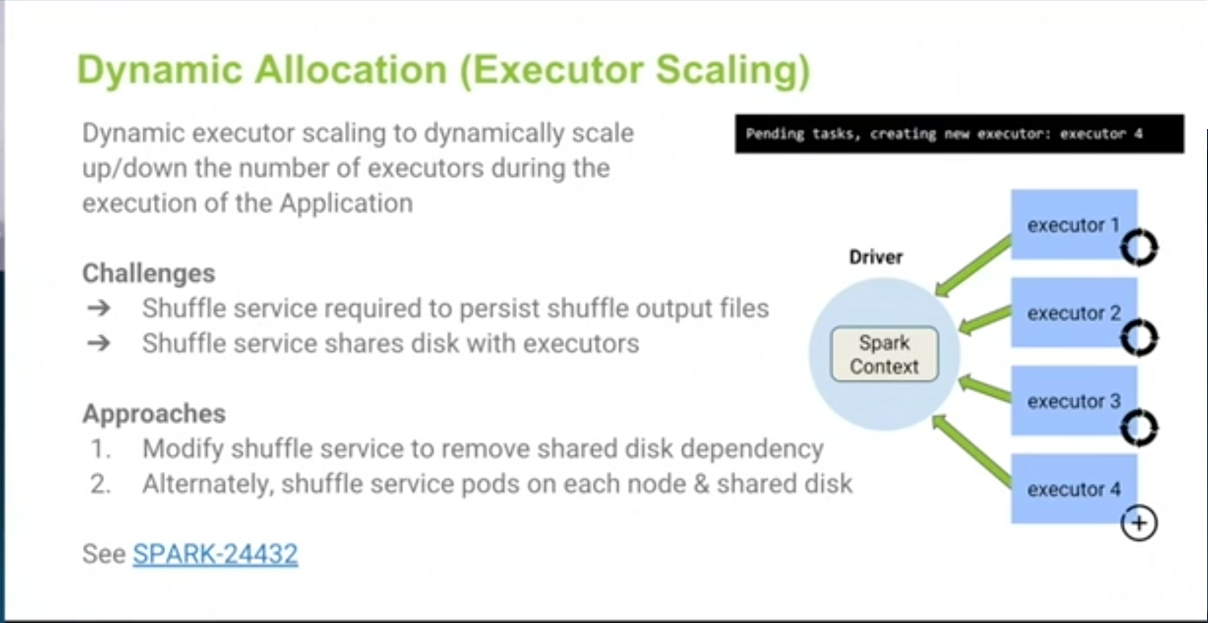 Dynamic Allocation (Executor Scaling)
Dynamic executor scaling to dynamically scale
up/down the number of executors during the
execution of the Application
Challenges
➔ Shuffle service required to persist shuffle output files
➔ Shuffle service shares disk with executors
Approaches
1. Modify shuffle service to remove shared disk dependency
2. Alternately, shuffle service pods on each node & shared disk
See SPARK-24432
Pending tasks, creating new executor: executor 4
Driver
Spark
Context
executor 1
executor 2
executor 3
executor 4